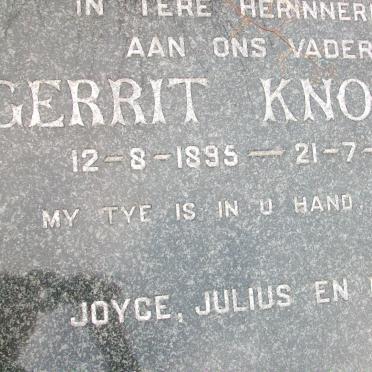 IN TERE HERINNER
AAN ONS VADER
GERRIT KNO
12-8-1895 — 21-7-
MY TYE IS IN U HAND
JOYCE, JULIUS EN